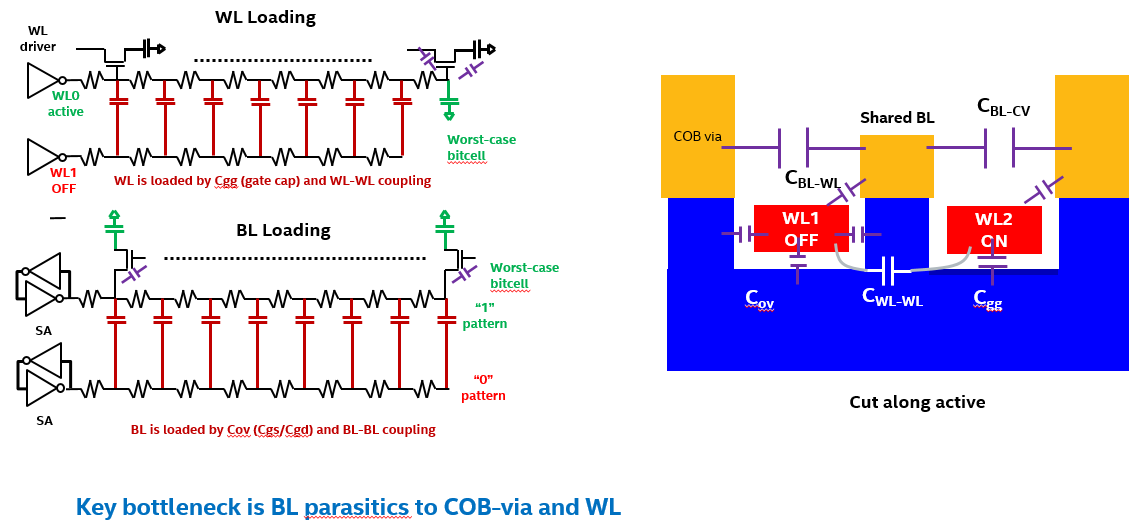 WL Loading
WL
driver
WL0
active
WL1
OFF
Worst-case
bitcell
WL is loaded by Cgg (gate cap) and WL-WL coupling
BL Loading
SA
SA
Worst-case
bitcell
“1”
pattern
“0”
pattern
BL is loaded by Cov (Cgs/Cgd) and BL-BL coupling
COB via
Shared BL
CBL-CV
CBL-WL
WL1
OFF
WL2
ON
Cov
CWL-WL
Cgg
Cut along active
Key bottleneck is BL parasitics to COB-via and WL